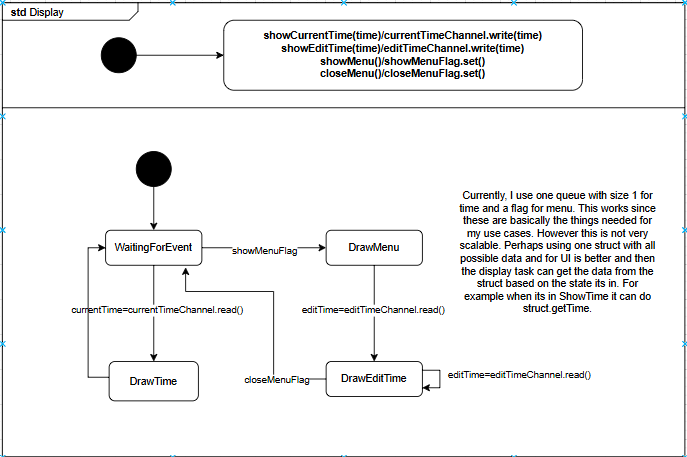 std Display
showCurrentTime(time)/currentTimeChannel.write(time)
showEditTime(time)/editTimeChannel.write(time)
showMenu()/showMenuFlag.set()
closeMenu()/closeMenuFlag.set()
Currently, I use one queue with size 1 for
time and a flag for menu. This works since
these are basically the things needed for
my use cases. However this is not very
scalable. Perhaps using one struct with all
possible data and for UI is better and then
the display task can get the data from the
struct based on the state its in. For
example when its in ShowTime it can do
struct.getTime.
WaitingForEvent
showMenuFlag
DrawMenu
currentTime=currentTimeChannel.read()
editTime=editTimeChannel.read()
DrawTime
closeMenuFlag
DrawEditTime
editTime=editTimeChannel.read()